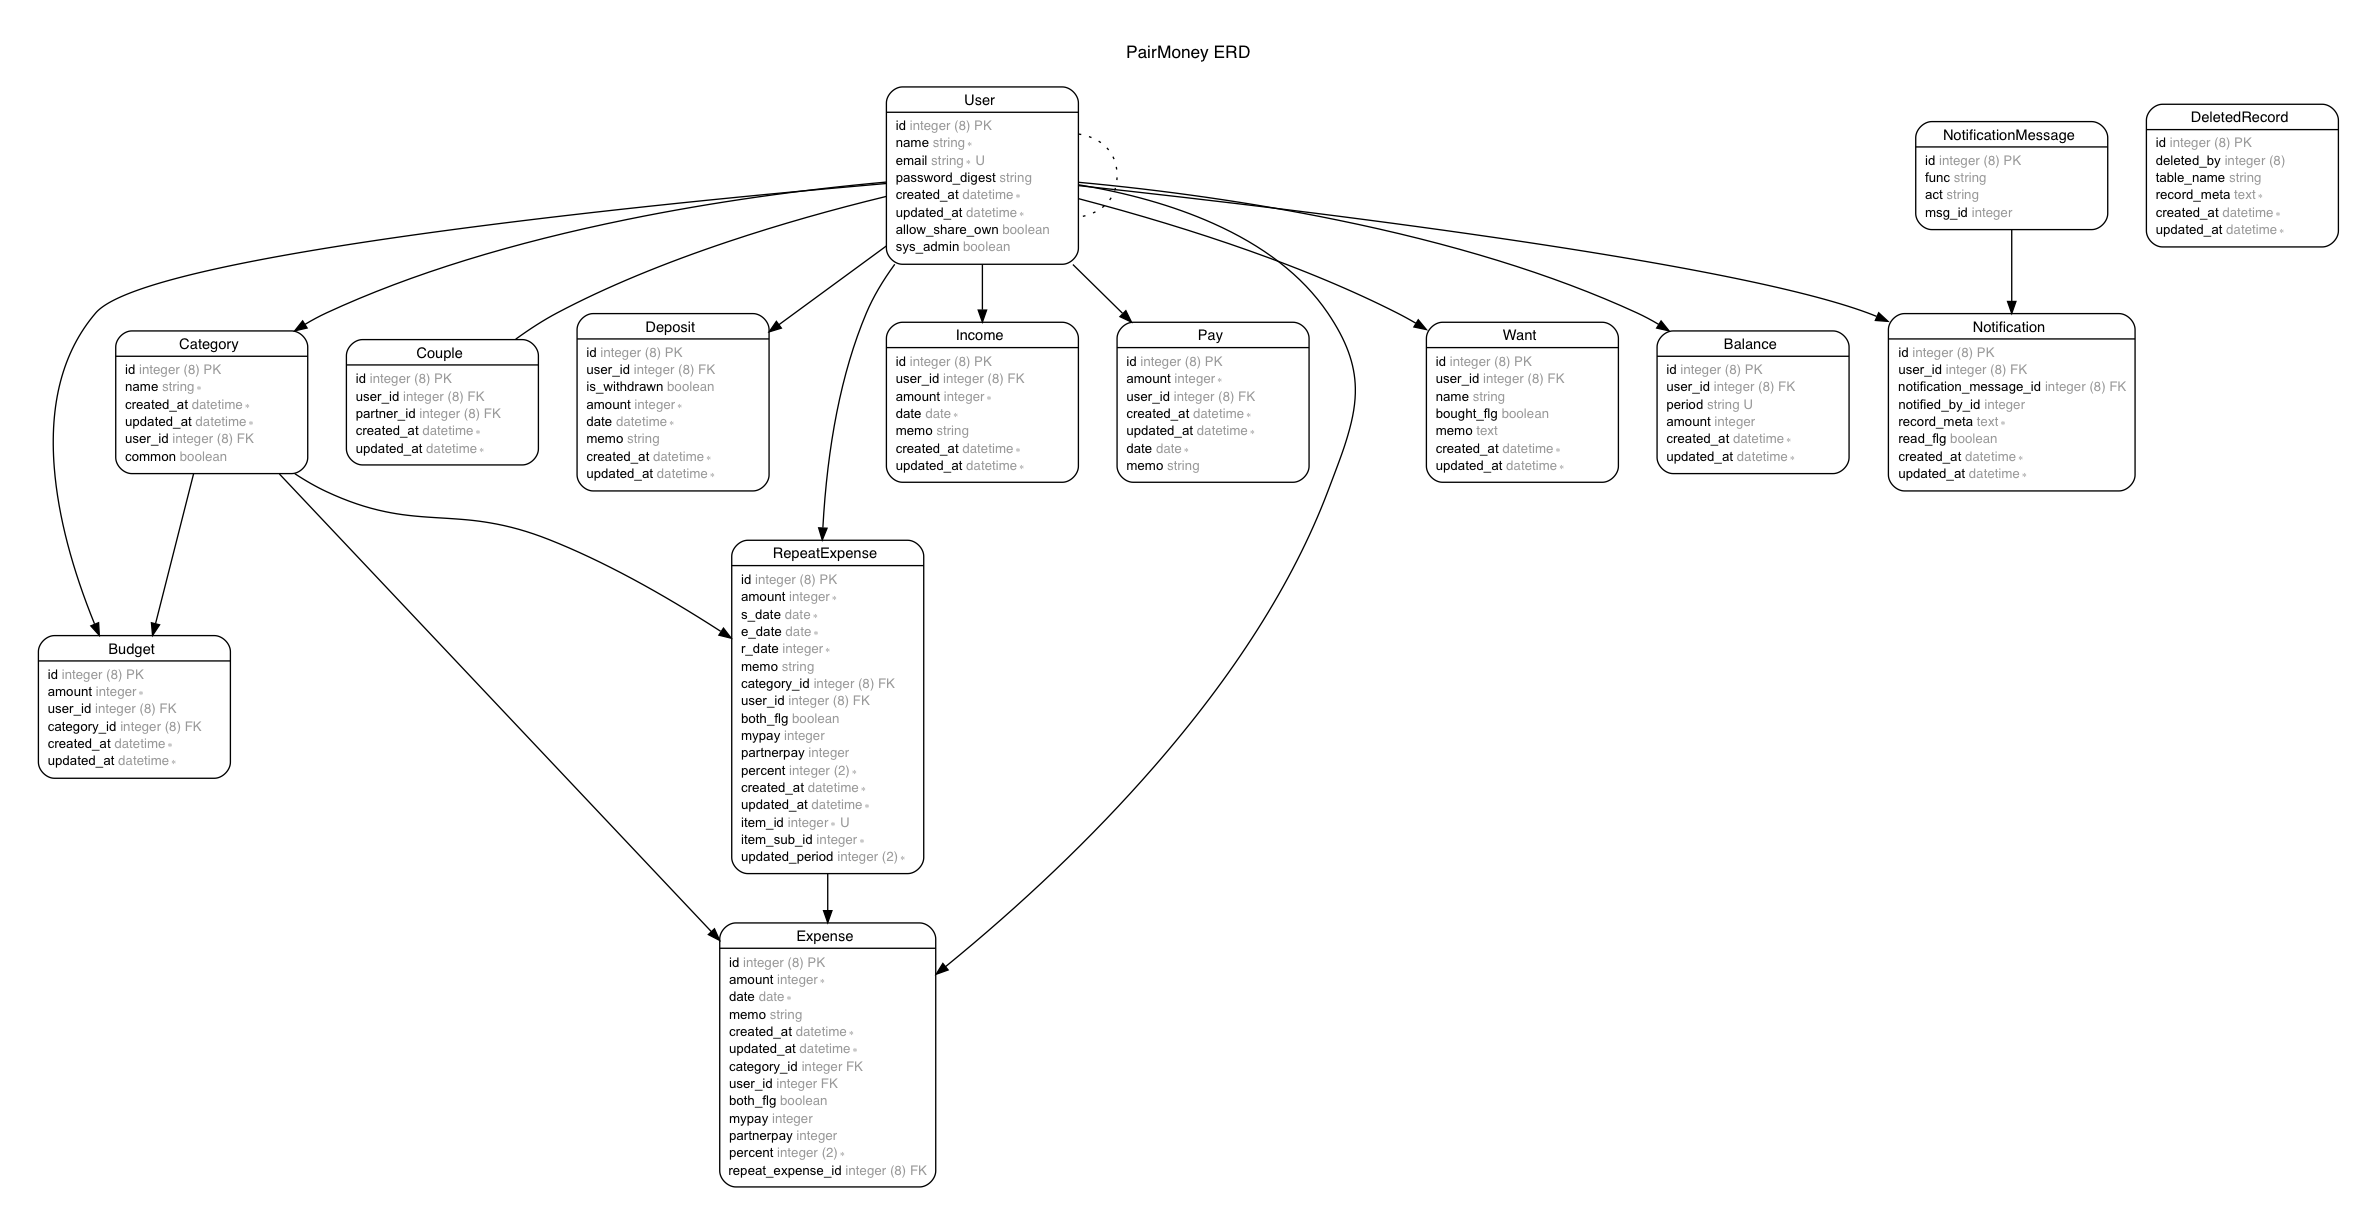 PairMoney ERD
User
id integer (8) PK
name string ∗
email string ∗ U
password_digest string
created_at datetime ∗
updated_at datetime ∗
allow_share_own boolean
sys_admin boolean
NotificationMessage
id integer (8) PK
func string
act string
msg_id integer
DeletedRecord
id integer (8) PK
deleted_by integer (8)
table_name string
record_meta text ∗
created_at datetime ∗
updated_at datetime ∗
Category
id integer (8) PK
name string ∗
created_at datetime ∗
updated_at datetime ∗
user_id integer (8) FK
common boolean
Couple
id integer (8) PK
user_id integer (8) FK
partner_id integer (8) FK
created_at datetime ∗
updated_at datetime ∗
Deposit
id integer (8) PK
user_id integer (8) FK
is_withdrawn boolean
amount integer ∗
date datetime ∗
memo string
created_at datetime ∗
updated_at datetime ∗
Income
id integer (8) PK
user_id integer (8) FK
amount integer ∗
date date ∗
memo string
created_at datetime ∗
updated_at datetime ∗
Pay
id integer (8) PK
amount integer ∗
user_id integer (8) FK
created_at datetime ∗
updated_at datetime ∗
date date ∗
memo string
Want
id integer (8) PK
user_id integer (8) FK
name string
bought_flg boolean
memo text
created_at datetime ∗
updated_at datetime ∗
Balance
id integer (8) PK
user_id integer (8) FK
period string U
amount integer
created_at datetime ∗
updated_at datetime ∗
Notification
id integer (8) PK
user_id integer (8) FK
notification_message_id integer (8) FK
notified_by_id integer
record_meta text ∗
read_flg boolean
created_at datetime ∗
updated_at datetime ∗
RepeatExpense
id integer (8) PK
amount integer ∗
s_date date ∗
e_date date ∗
r_date integer ∗
memo string
category_id integer (8) FK
user_id integer (8) FK
both_flg boolean
mypay integer
partnerpay integer
percent integer (2) ∗
created_at datetime ∗
updated_at datetime ∗
item_id integer ∗ U
item_sub_id integer ∗
updated_period integer (2) ∗
Budget
id integer (8) PK
amount integer ∗
user_id integer (8) FK
category_id integer (8) FK
created_at datetime ∗
updated_at datetime ∗
Expense
id integer (8) PK
amount integer ∗
date date ∗
memo string
created_at datetime ∗
updated_at datetime ∗
category_id integer FK
user_id integer FK
both_flg boolean
mypay integer
partnerpay integer
percent integer (2) ∗
repeat_expense_id integer (8) FK